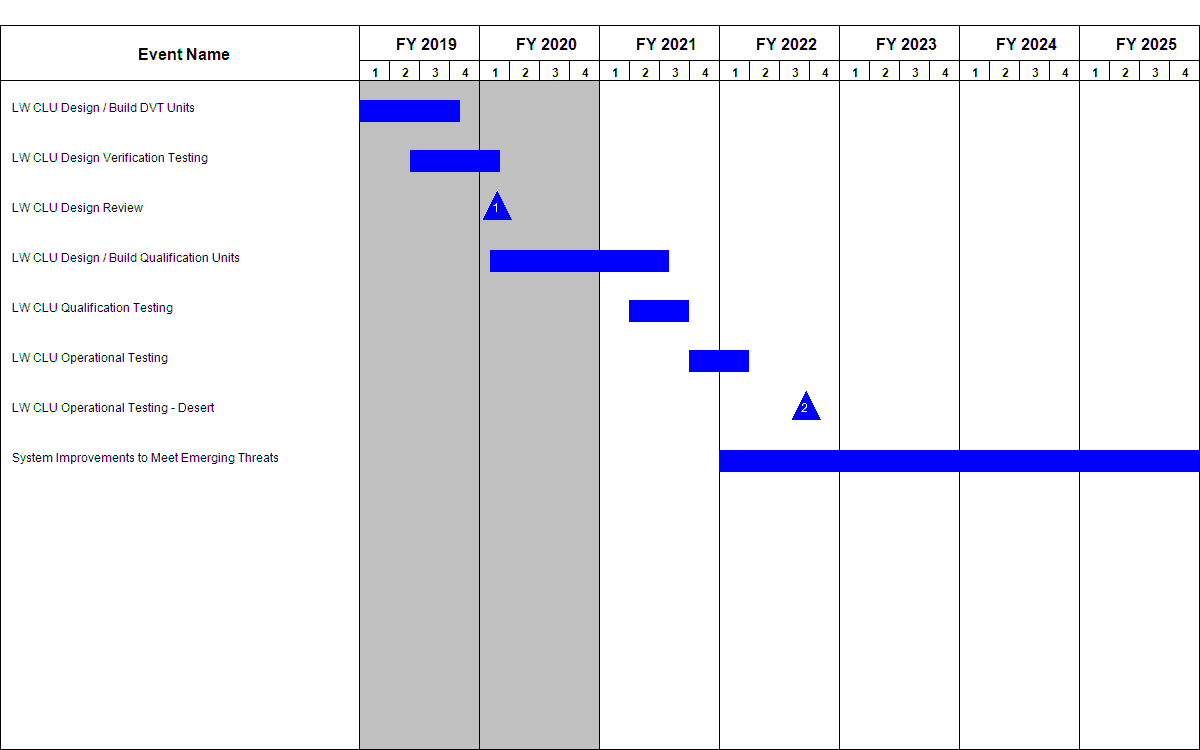 Event Name
FY 2019 FY 2020 FY 2021 FY 2022 FY 2023 FY 2024 FY 2025
1 2 3 4 1 2 3 4 1 2 3 4 1 2 3 4 1 2 3 4 1 2 3 4 1 2 3 4
LW CLU Design / Build DVT Units
LW CLU Design Verification Testing
LW CLU Design Review 1
LW CLU Design / Build Qualification Units
LW CLU Qualification Testing
LW CLU Operational Testing
LW CLU Operational Testing - Desert 2
System Improvements to Meet Emerging Threats